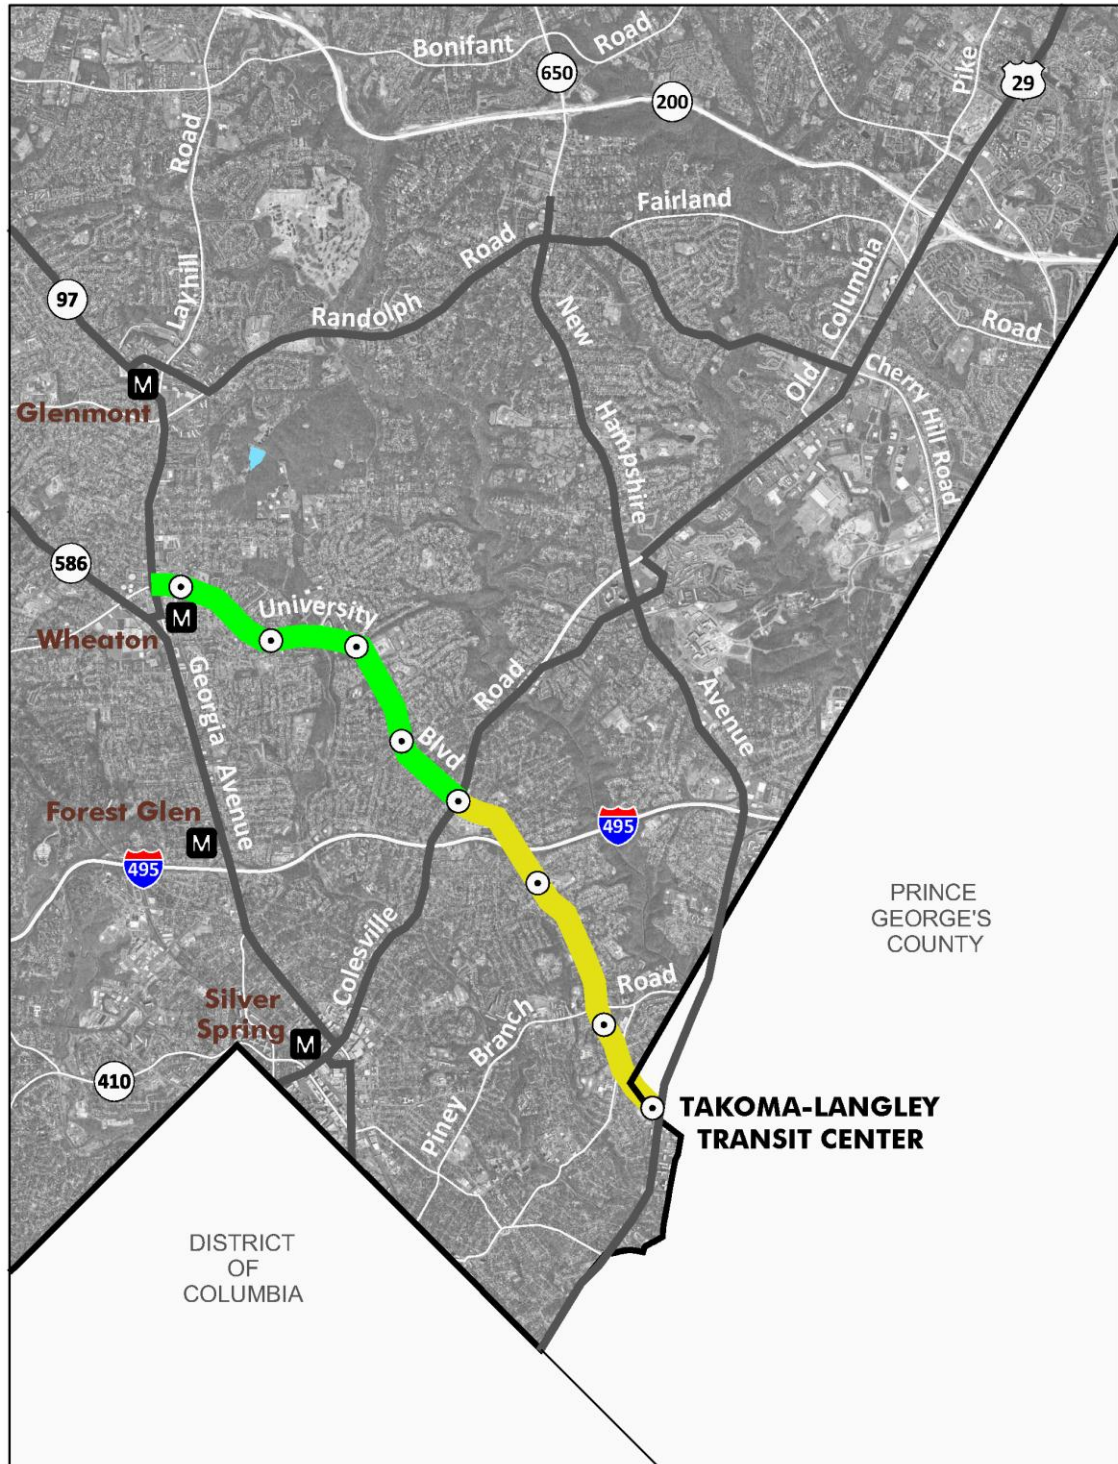 Bonifant Road
650
200
29
Pike
Road
Layhill
Fairland
Road
Randolph
Road
97
New
Hampshire
Avenue
Old Columbia
Cherry Hill Road
M
Glenmont
586
University
Blvd
M
Wheaton
Georgia Avenue
Road
Colesville
Forest Glen
M
495
495
PRINCE
GEORGE'S
COUNTY
Silver
Spring
M
410
Road
Branch
Piney
TAKOMA-LANGLEY
TRANSIT CENTER
DISTRICT
OF
COLUMBIA